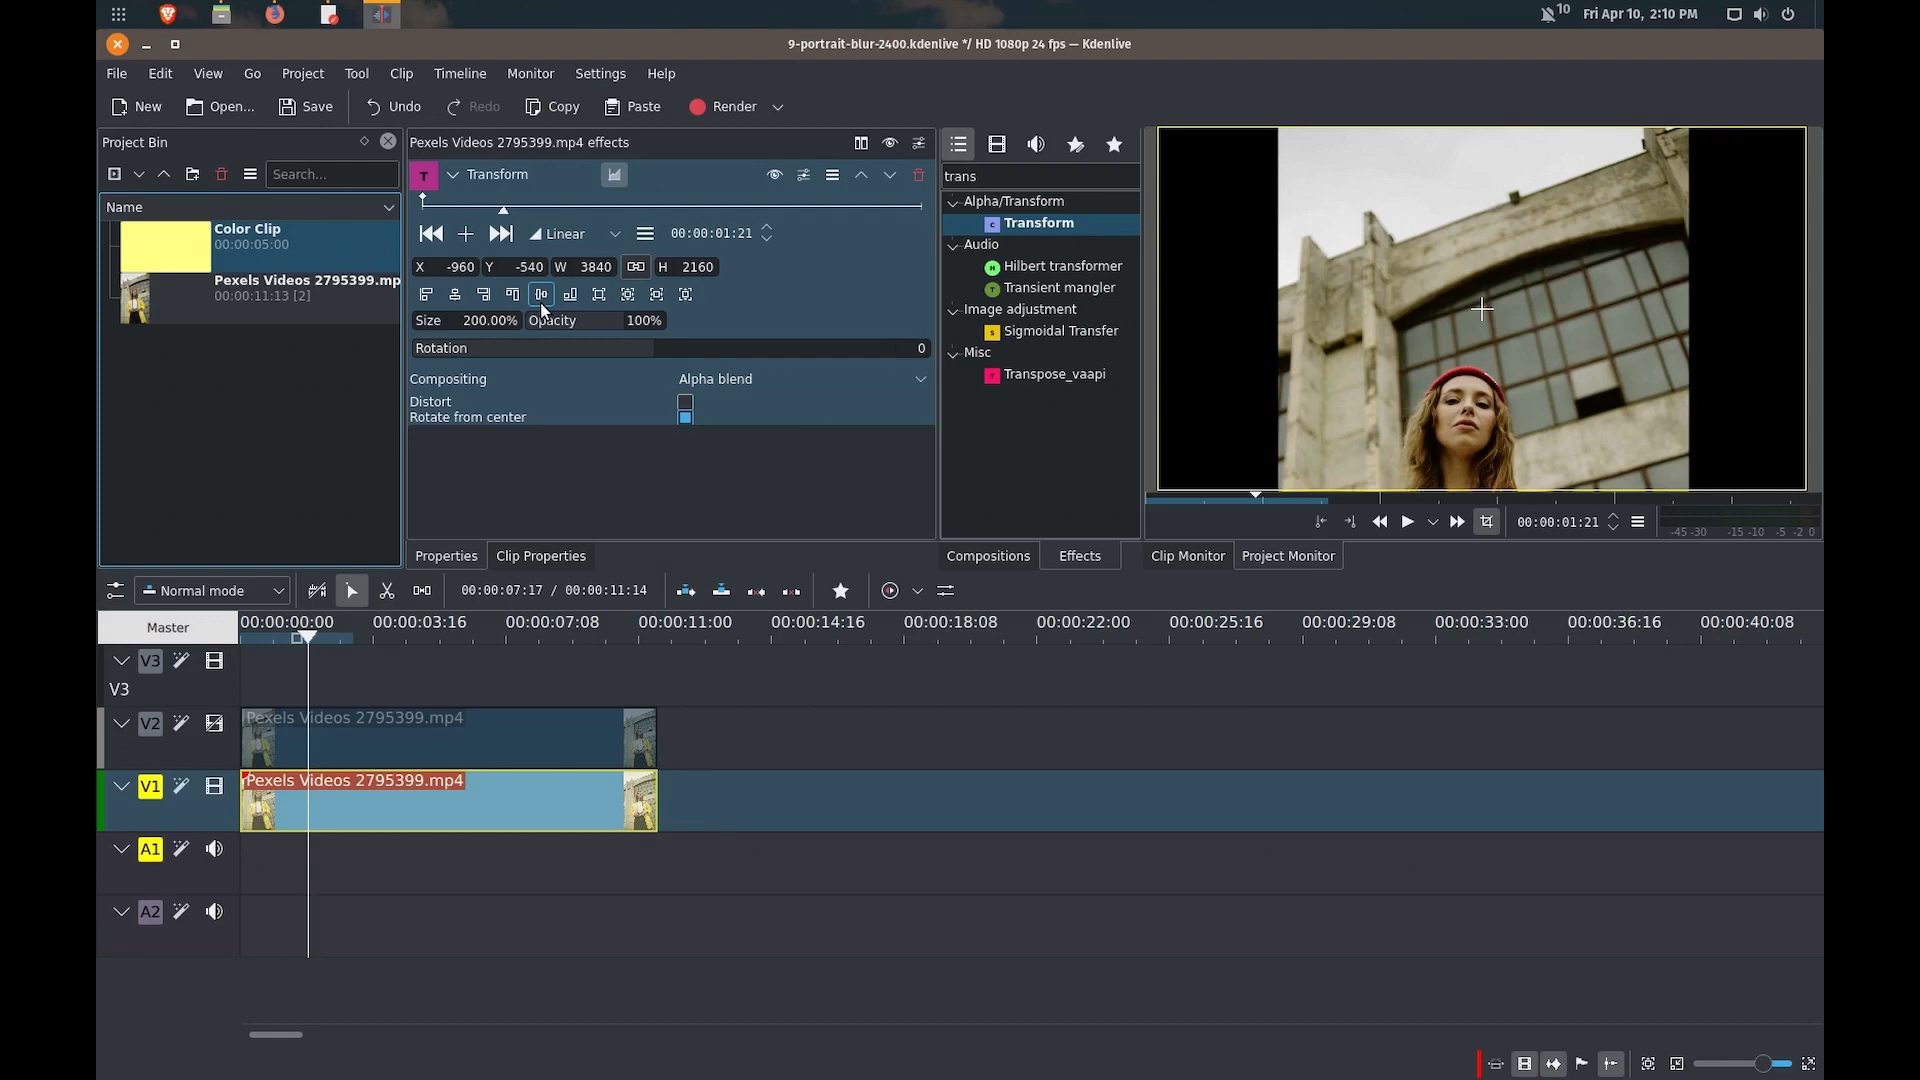 10 Fri Apr 10, 2:10 PM
9-portrait-blur-2400.kdenlive */ HD 1080p 24 fps — Kdenlive
File Edit View Go Project Tool Clip Timeline Monitor Settings Help
New Open... Save Undo Redo Copy Paste Render
Project Bin
Search...
Name
Color Clip
00:00:05:00
Pexels Videos 2795399.mp
00:00:11:13 [2]
Pexels Videos 2795399.mp4 effects
T Transform
Linear 00:00:01:21
X -960 Y -540 W 3840 H 2160
Size 200.00% Opacity 100%
Rotation 0
Compositing Alpha blend
Distort
Rotate from center
Properties Clip Properties
trans
Alpha/Transform
c Transform
Audio
H Hilbert transformer
T Transient mangler
Image adjustment
s Sigmoidal Transfer
Misc
T Transpose_vaapi
Compositions Effects
00:00:01:21
-45 -30 -15 -10 -5 -2 0
Clip Monitor Project Monitor
Normal mode 00:00:07:17 / 00:00:11:14
Master 00:00:00:00 00:00:03:16 00:00:07:08 00:00:11:00 00:00:14:16 00:00:18:08 00:00:22:00 00:00:25:16 00:00:29:08 00:00:33:00 00:00:36:16 00:00:40:08
V3
V3
V2 Pexels Videos 2795399.mp4
V1 Pexels Videos 2795399.mp4
A1
A2